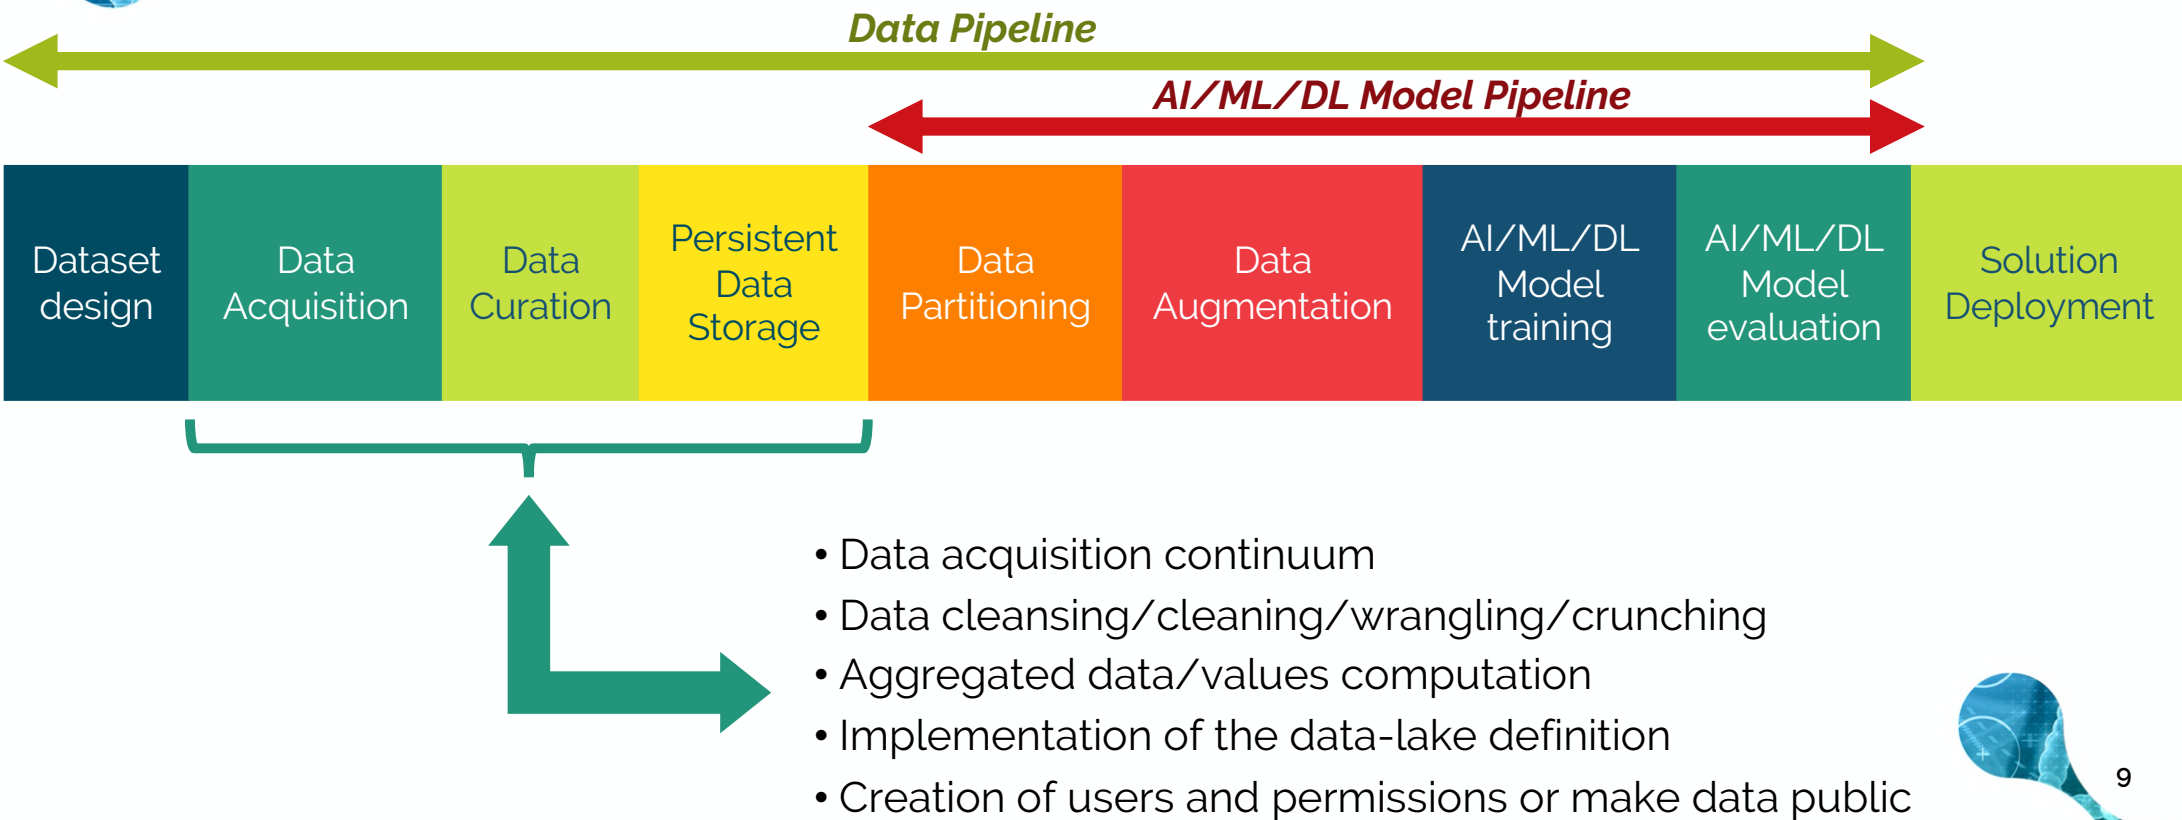 Data Pipeline
AI/ML/DL Model Pipeline
Dataset
design
Data
Acquisition
Data
Curation
Persistent
Data
Storage
Data
Partitioning
Data
Augmentation
AI/ML/DL
Model
training
AI/ML/DL
Model
evaluation
Solution
Deployment
• Data acquisition continuum
• Data cleansing/cleaning/wrangling/crunching
• Aggregated data/values computation
• Implementation of the data-lake definition
• Creation of users and permissions or make data public
9